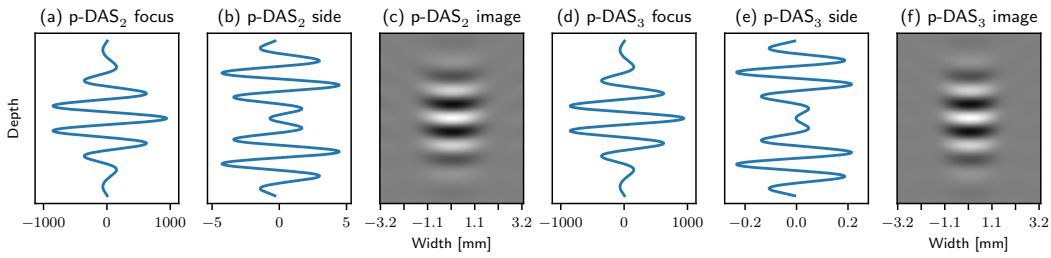 (a) p-DAS₂ focus
(b) p-DAS₂ side
(c) p-DAS₂ image
(d) p-DAS₃ focus
(e) p-DAS₃ side
(f) p-DAS₃ image
Depth
−1000 0 1000
−5 0 5
−3.2 −1.1 1.1 3.2
−1000 0 1000
−0.2 0.0 0.2
−3.2 −1.1 1.1 3.2
Width [mm]
Width [mm]